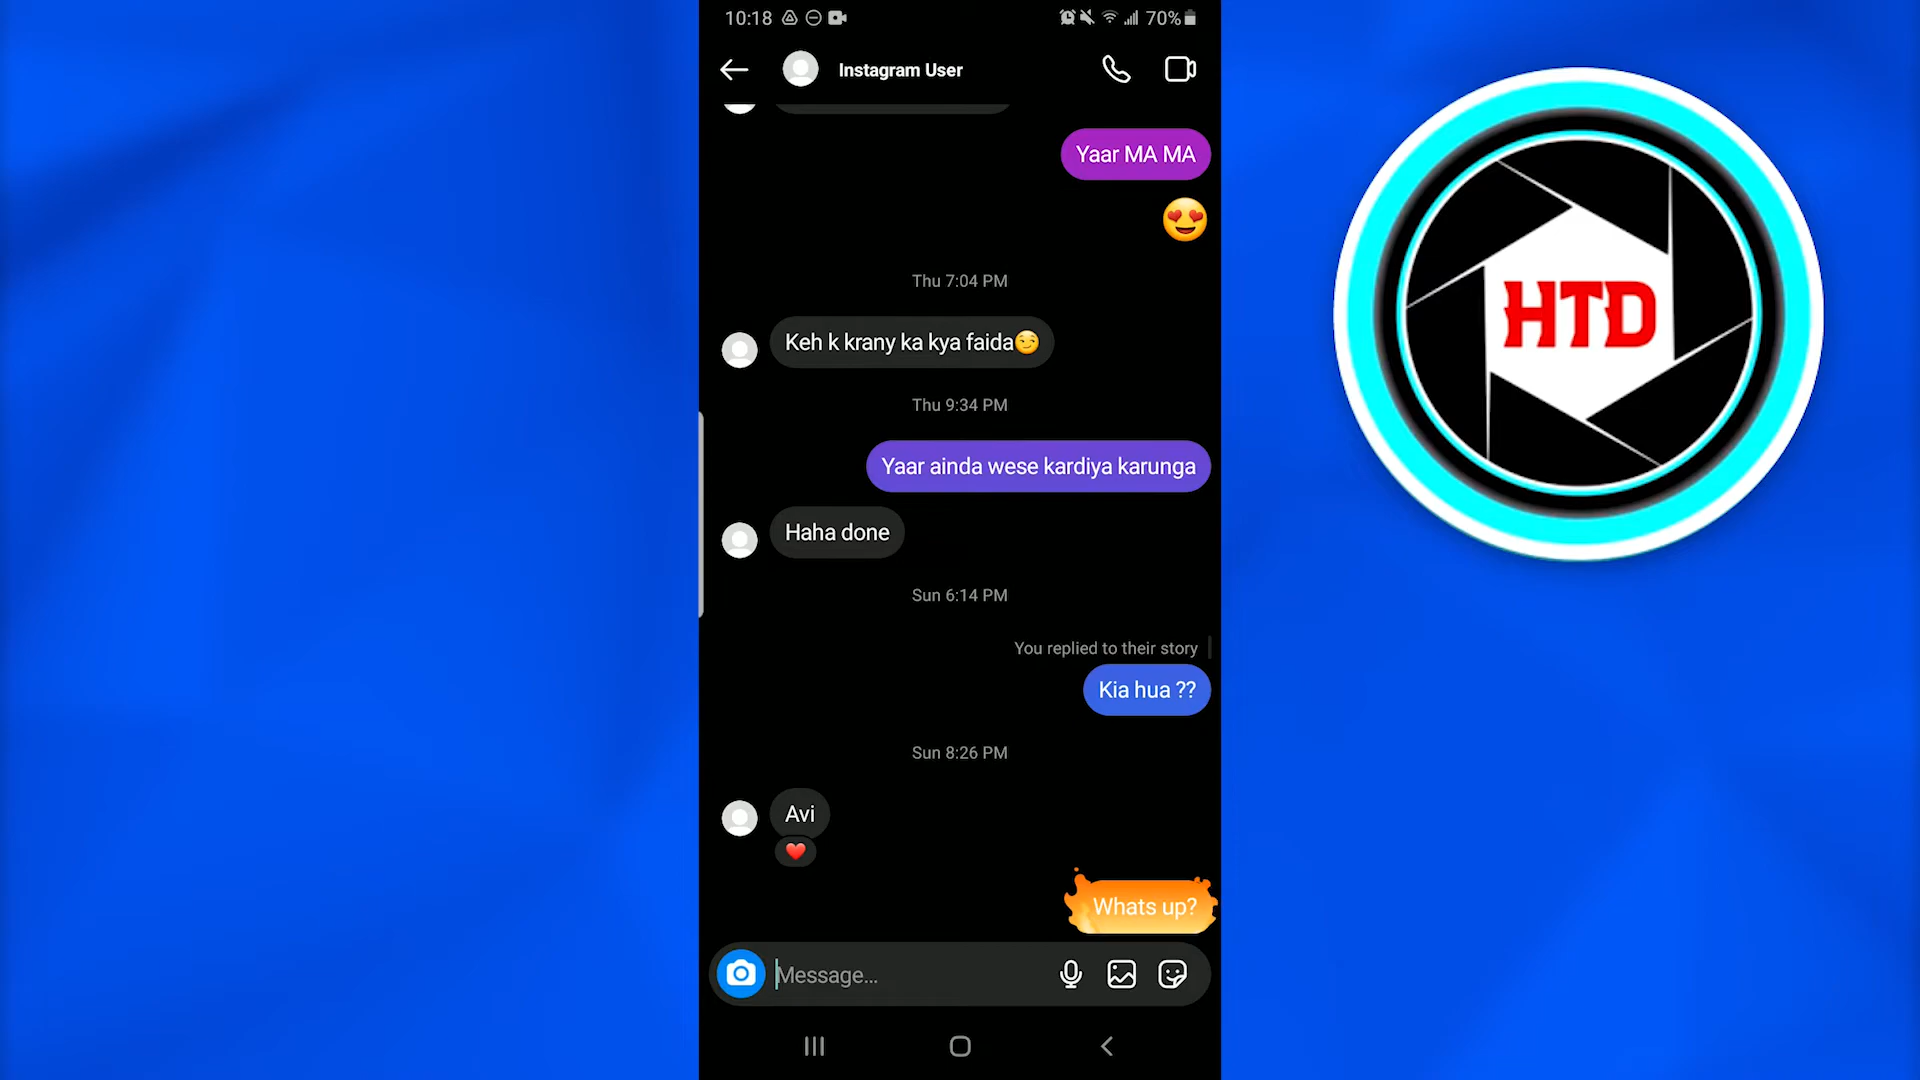 10:18 70%
Instagram User
Yaar MA MA
😍
Thu 7:04 PM
Keh k krany ka kya faida😏
Thu 9:34 PM
Yaar ainda wese kardiya karunga
Haha done
Sun 6:14 PM
You replied to their story
Kia hua ??
Sun 8:26 PM
Avi
❤️
Whats up?
Message...
HTD